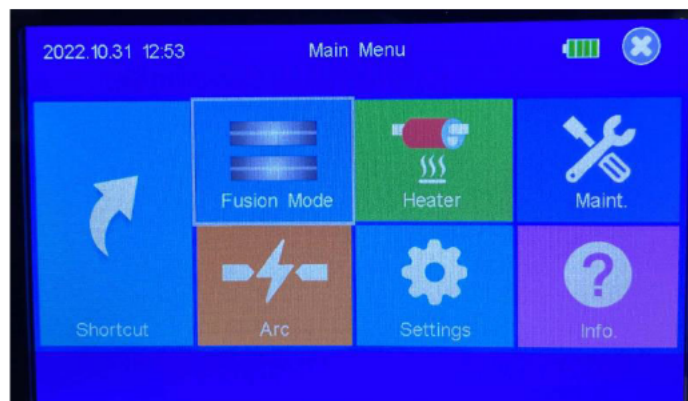 2022.10.31 12:53 Main Menu
Fusion Mode Heater Maint.
Shortcut Arc Settings Info.